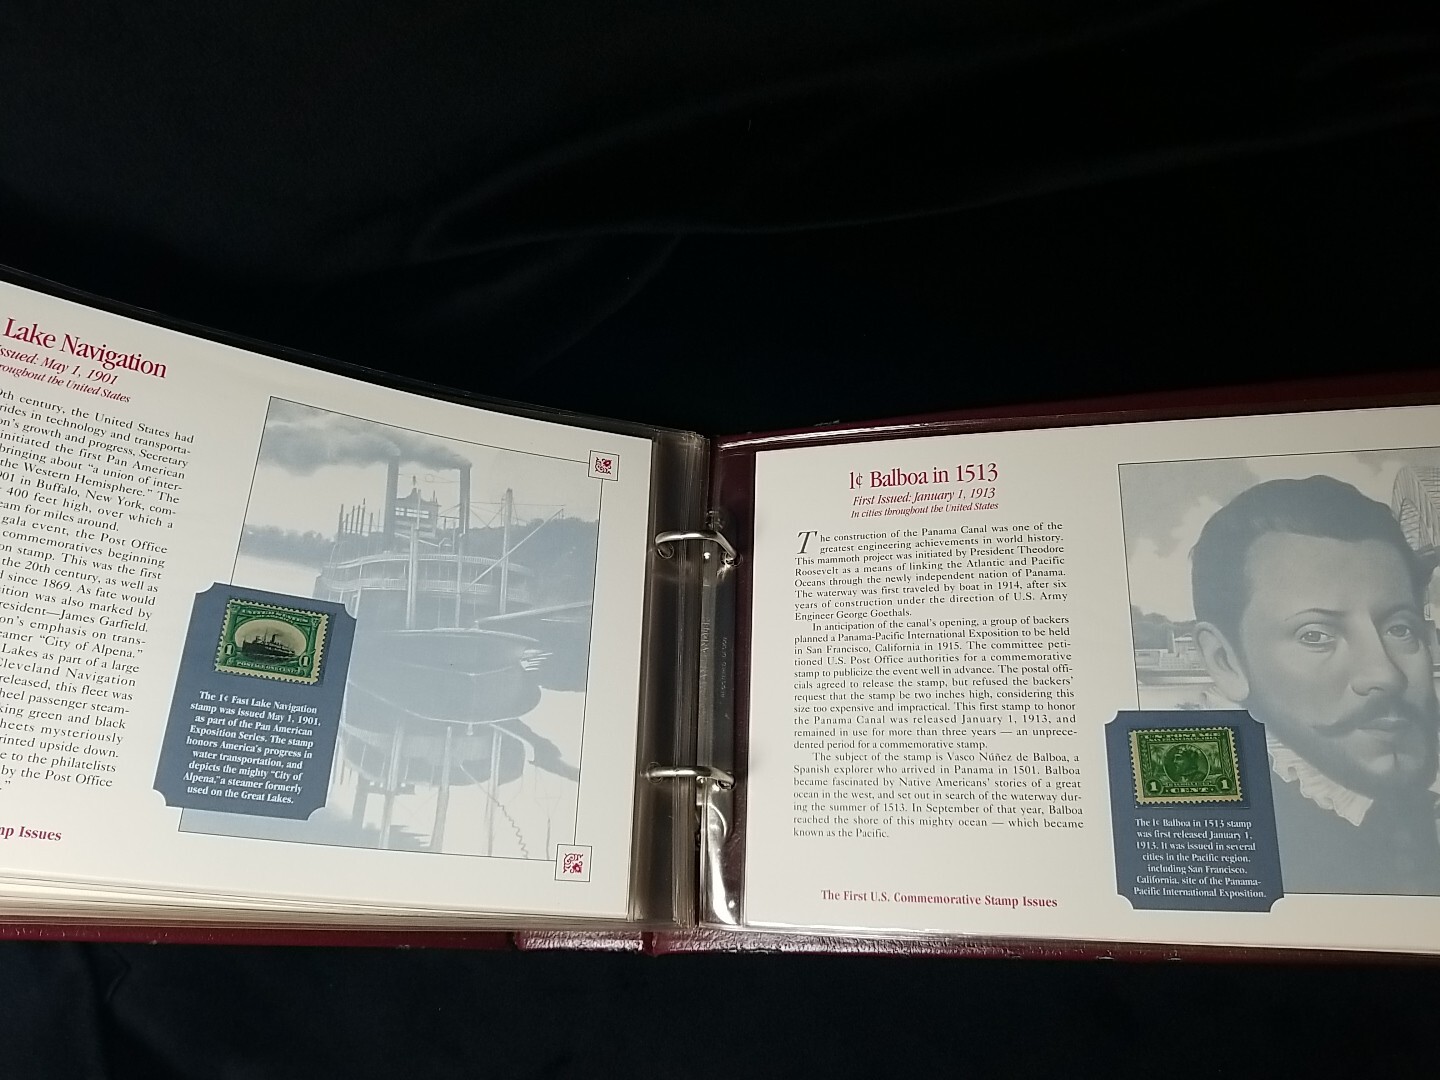 Lake Navigation
ssued: May 1, 1901
roughout the United States
th century, the United States had
rides in technology and transporta-
on's growth and progress, Secretary
initiated the first Pan American
bringing about "a union of inter-
the Western Hemisphere." The
01 in Buffalo, New York, com-
400 feet high, over which a
eam for miles around.
gala event, the Post Office
commemoratives beginning
on stamp. This was the first
the 20th century, as well as
d since 1869. As fate would
ition was also marked by
resident—James Garfield.
on's emphasis on trans-
eamer "City of Alpena."
Lakes as part of a large
Cleveland Navigation
released, this fleet was
heel passenger steam-
king green and black
heets mysteriously
rinted upside down.
e to the philatelists
by the Post Office
."
mp Issues
UNITED STATES
1 1
POSTAGE ONE CENT
The 1¢ Fast Lake Navigation
stamp was issued May 1, 1901,
as part of the Pan American
Exposition Series. The stamp
honors America's progress in
water transportation, and
depicts the mighty "City of
Alpena," a steamer formerly
used on the Great Lakes.
1¢ Balboa in 1513
First Issued: January 1, 1913
In cities throughout the United States
The construction of the Panama Canal was one of the
greatest engineering achievements in world history.
This mammoth project was initiated by President Theodore
Roosevelt as a means of linking the Atlantic and Pacific
Oceans through the newly independent nation of Panama.
The waterway was first traveled by boat in 1914, after six
years of construction under the direction of U.S. Army
Engineer George Goethals.
In anticipation of the canal's opening, a group of backers
planned a Panama-Pacific International Exposition to be held
in San Francisco, California in 1915. The committee peti-
tioned U.S. Post Office authorities for a commemorative
stamp to publicize the event well in advance. The postal offi-
cials agreed to release the stamp, but refused the backers'
request that the stamp be two inches high, considering this
size too expensive and impractical. This first stamp to honor
the Panama Canal was released January 1, 1913, and
remained in use for more than three years — an unprece-
dented period for a commemorative stamp.
The subject of the stamp is Vasco Núñez de Balboa, a
Spanish explorer who arrived in Panama in 1501. Balboa
became fascinated by Native Americans' stories of a great
ocean in the west, and set out in search of the waterway dur-
ing the summer of 1513. In September of that year, Balboa
reached the shore of this mighty ocean — which became
known as the Pacific.
The First U.S. Commemorative Stamp Issues
U.S. POSTAGE
1 CENT 1
The 1¢ Balboa in 1513 stamp
was first released January 1,
1913. It was issued in several
cities in the Pacific region,
including San Francisco,
California, site of the Panama-
Pacific International Exposition.